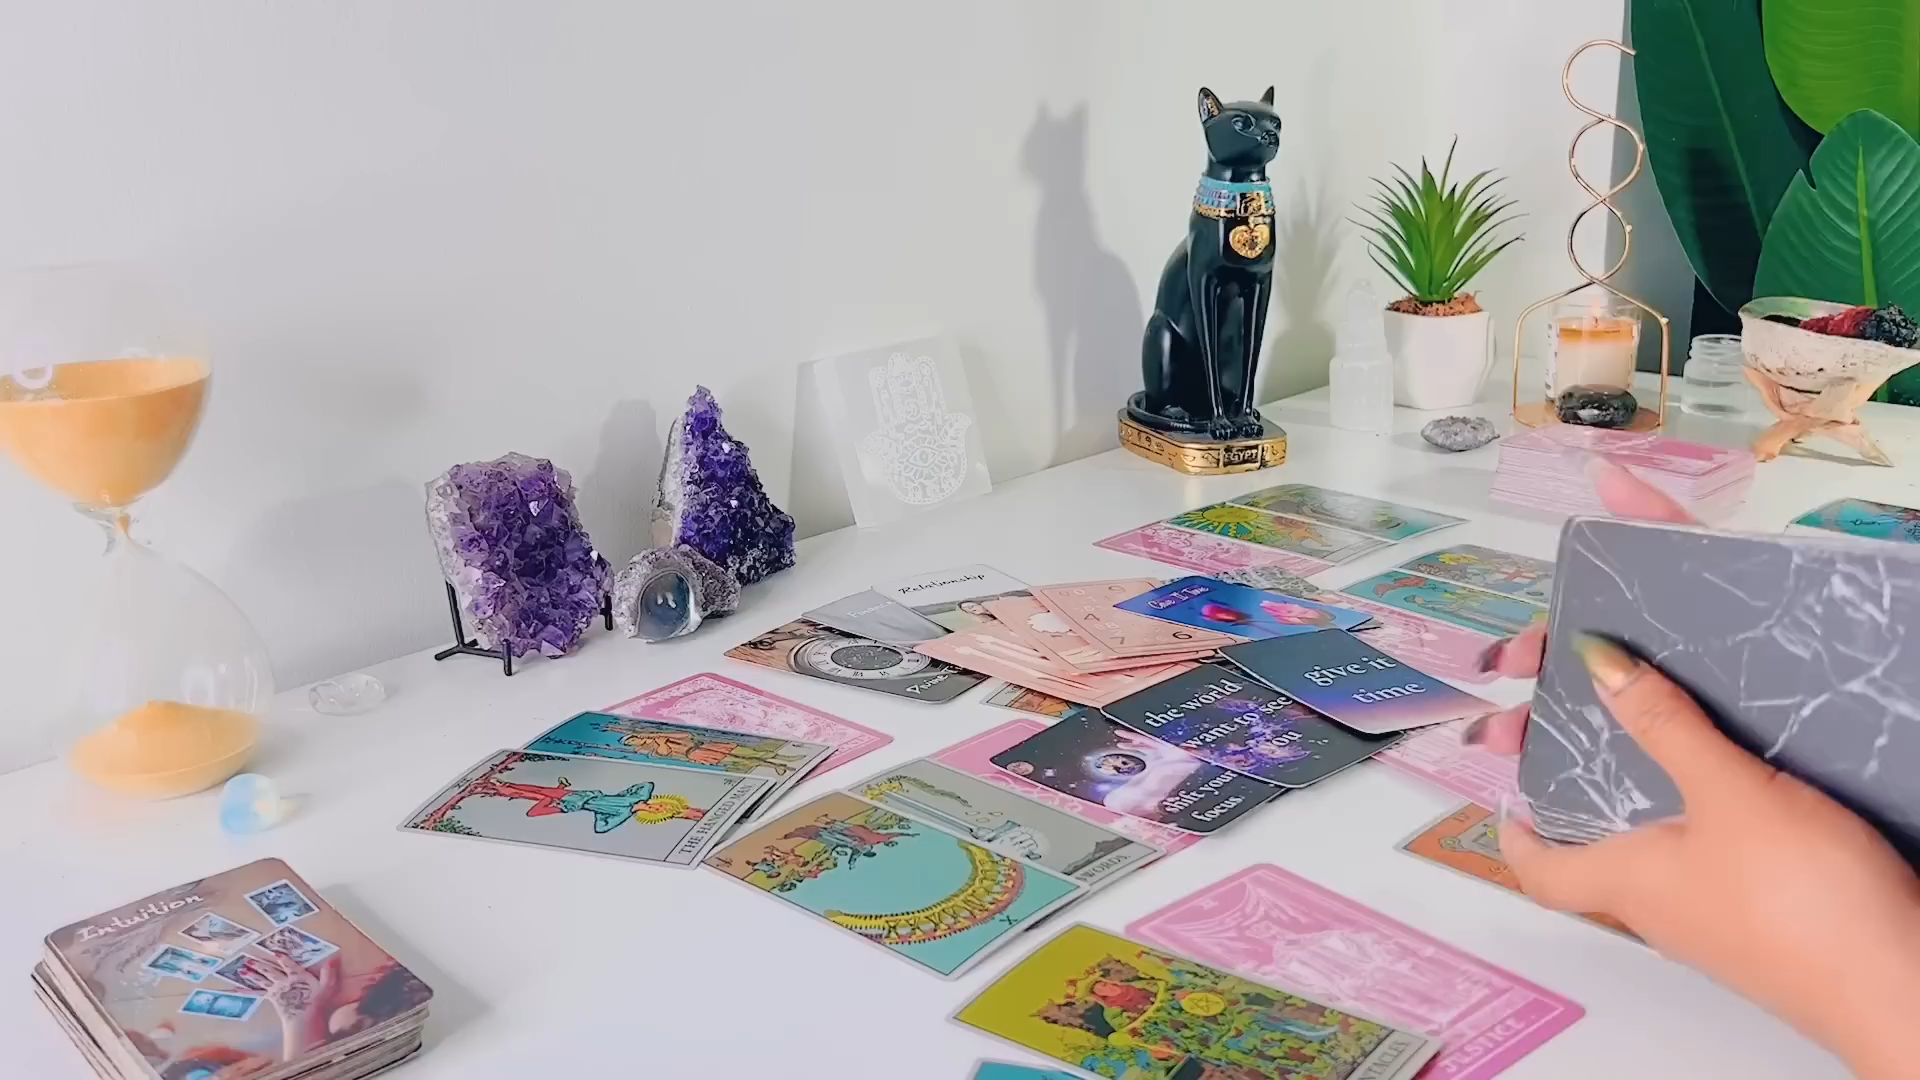 EGYPT
Relationship
Give It Time
give it
time
the world
want to see
you
shift your
focus
THE HANGED MAN
X
SWORDS.
Intuition
JUSTICE.